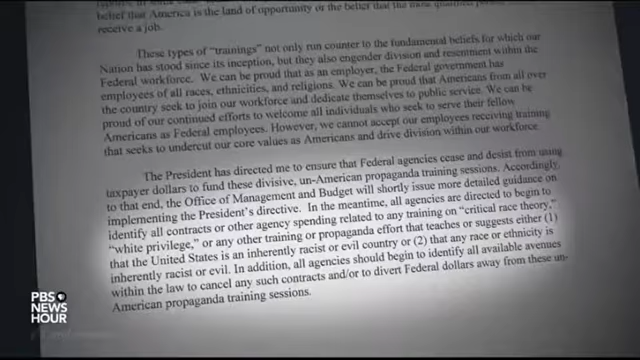 belief that America is the land of opportunity or the belief that the most qualified
receive a job.
These types of "trainings" not only run counter to the fundamental beliefs for which our
Nation has stood since its inception, but they also engender division and resentment within the
Federal workforce. We can be proud that as an employer, the Federal government has
employees of all races, ethnicities, and religions. We can be proud that Americans from all over
the country seek to join our workforce and dedicate themselves to public service. We can be
proud of our continued efforts to welcome all individuals who seek to serve their fellow
Americans as Federal employees. However, we cannot accept our employees receiving training
that seeks to undercut our core values as Americans and drive division within our workforce.
The President has directed me to ensure that Federal agencies cease and desist from using
taxpayer dollars to fund these divisive, un-American propaganda training sessions. Accordingly,
to that end, the Office of Management and Budget will shortly issue more detailed guidance on
implementing the President's directive. In the meantime, all agencies are directed to begin to
identify all contracts or other agency spending related to any training on "critical race theory,"
"white privilege," or any other training or propaganda effort that teaches or suggests either (1)
that the United States is an inherently racist or evil country or (2) that any race or ethnicity is
inherently racist or evil. In addition, all agencies should begin to identify all available avenues
within the law to cancel any such contracts and/or to divert Federal dollars away from these un-
American propaganda training sessions.
PBS
NEWS
HOUR